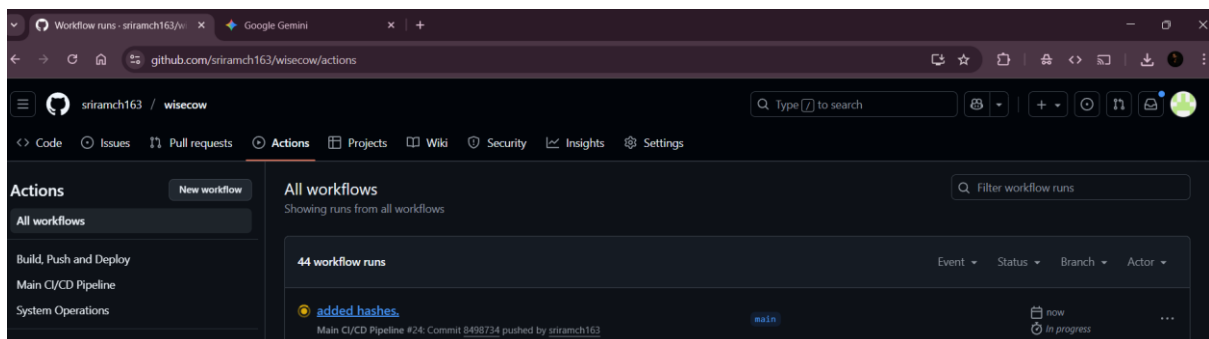 Workflow runs · sriramch163/wi
Google Gemini
github.com/sriramch163/wisecow/actions
sriramch163 / wisecow
Type / to search
Code Issues Pull requests Actions Projects Wiki Security Insights Settings
Actions
New workflow
All workflows
Build, Push and Deploy
Main CI/CD Pipeline
System Operations
All workflows
Showing runs from all workflows
Filter workflow runs
44 workflow runs
Event Status Branch Actor
added hashes.
Main CI/CD Pipeline #24: Commit 8498734 pushed by sriramch163
main
now
In progress